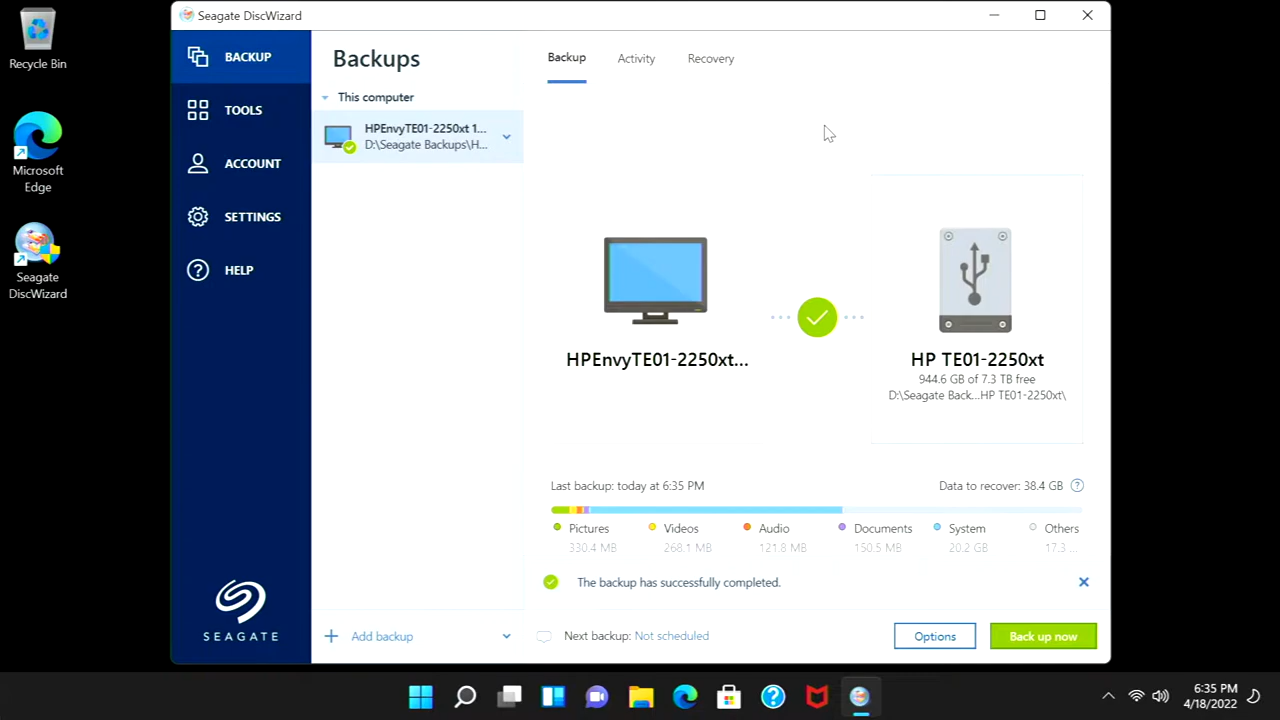 Recycle Bin
Microsoft
Edge
Seagate
DiscWizard
Seagate DiscWizard
BACKUP
TOOLS
ACCOUNT
SETTINGS
HELP
SEAGATE
Backups
This computer
HPEnvyTE01-2250xt 1...
D:\Seagate Backups\H...
Add backup
Backup Activity Recovery
HPEnvyTE01-2250xt...
HP TE01-2250xt
944.6 GB of 7.3 TB free
D:\Seagate Back...HP TE01-2250xt\
Last backup: today at 6:35 PM Data to recover: 38.4 GB ?
Pictures Videos Audio Documents System Others
330.4 MB 268.1 MB 121.8 MB 150.5 MB 20.2 GB 17.3 ...
The backup has successfully completed.
Next backup: Not scheduled Options Back up now
6:35 PM
4/18/2022